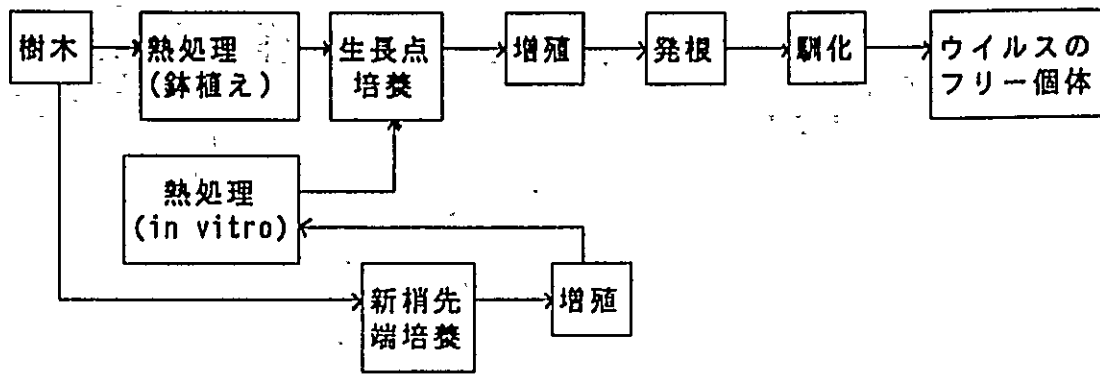 樹木
熱処理
(鉢植え)
生長点
培養
増殖
発根
馴化
ウイルスの
フリー個体
熱処理
(in vitro)
新梢先
端培養
増殖